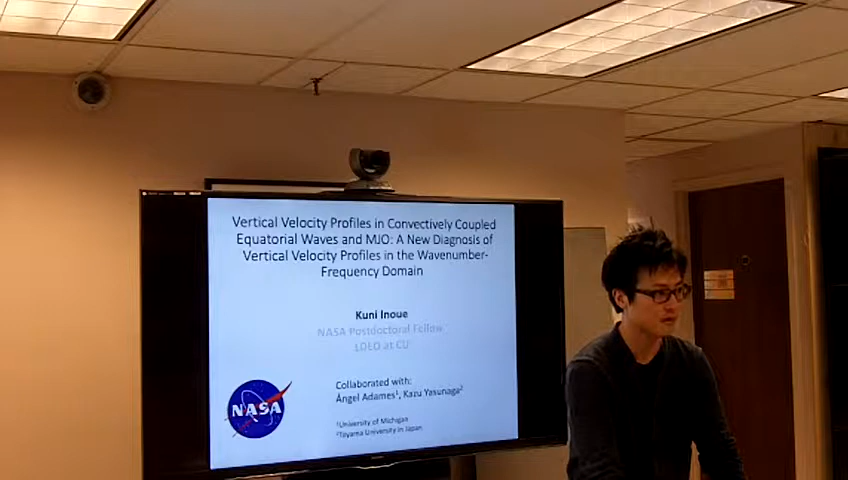 Vertical Velocity Profiles in Convectively Coupled
Equatorial Waves and MJO: A New Diagnosis of
Vertical Velocity Profiles in the Wavenumber-
Frequency Domain
Kuni Inoue
NASA Postdoctoral Fellow
LDEO at CU
Collaborated with:
Ángel Adames¹, Kazu Yasunaga²
NASA
¹University of Michigan
²Toyama University in Japan